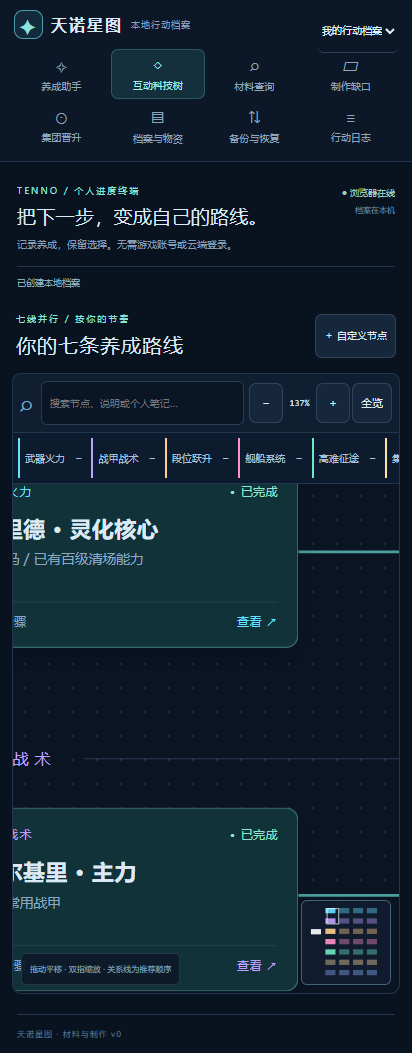 天诺星图
本地行动档案
我的行动档案
养成助手
互动科技树
材料查询
制作缺口
集团晋升
档案与物资
备份与恢复
行动日志
TENNO / 个人进度终端
浏览器在线
把下一步，变成自己的路线。
档案在本机
记录养成，保留选择。无需游戏账号或云端登录。
已创建本地档案
七线并行 / 按你的节奏
你的七条养成路线
+ 自定义节点
搜索节点、说明或个人笔记…
−
137%
+
全览
武器火力 −
战甲战术 −
段位跃升 −
舰船系统 −
高难征途 −
火力
• 已完成
里德 · 灵化核心
/ 已有百级清场能力
骤
查看 ↗
战术
战术
• 已完成
尔基里 · 主力
常用战甲
骤
查看 ↗
拖动平移 · 双指缩放 · 关系线为推荐顺序
天诺星图 · 材料与制作 v0